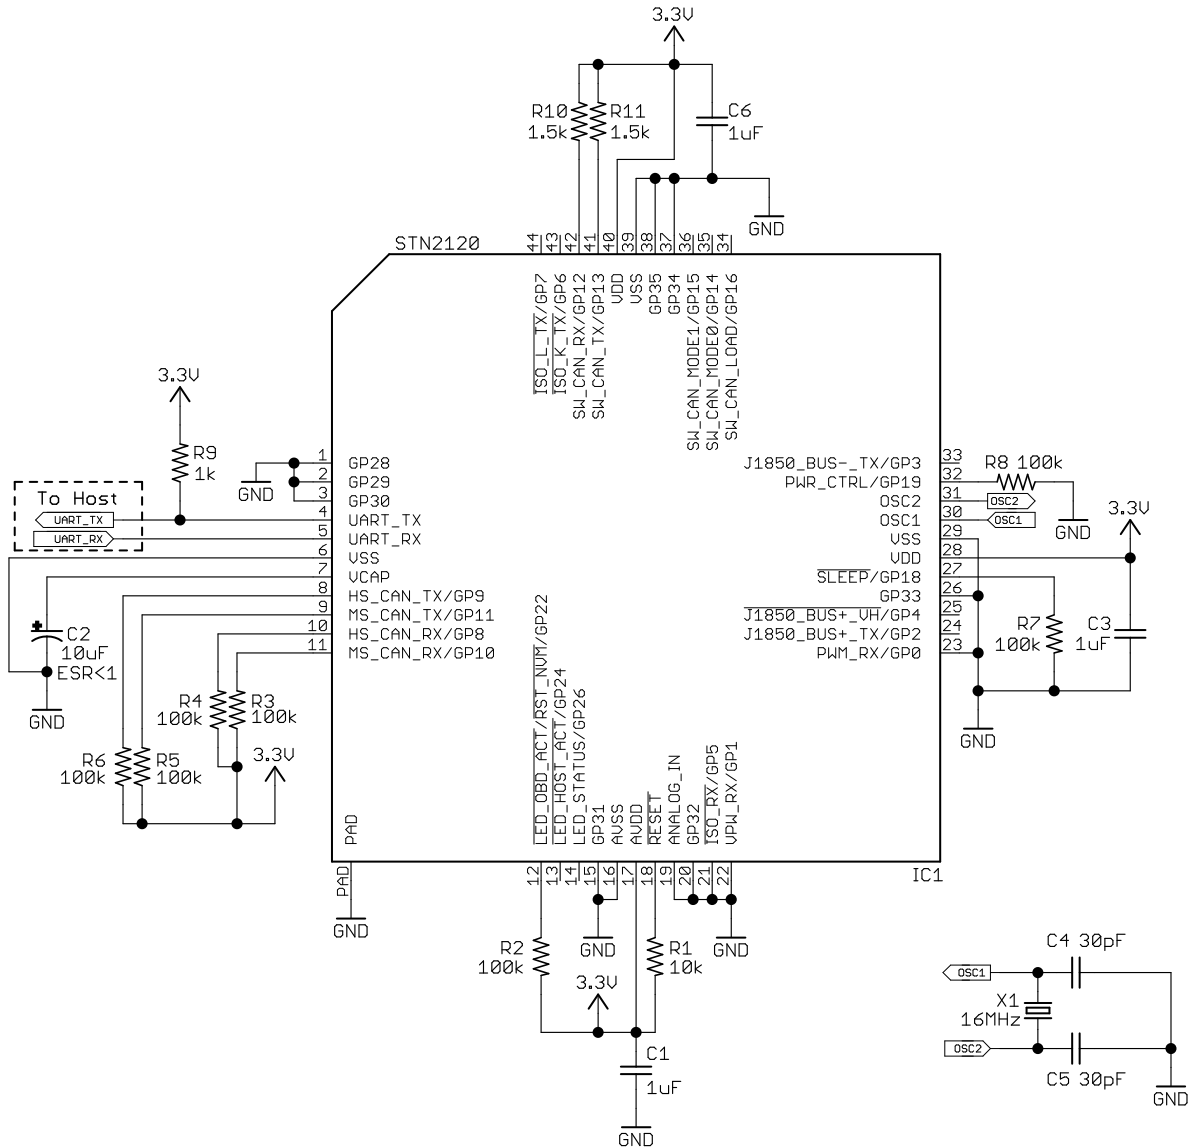 3.3V
R10
1.5k
R11
1.5k
C6
1uF
GND
STN2120
44
43
42
41
40
39
38
37
36
35
34
ISO_L_TX/GP7
ISO_K_TX/GP6
SW_CAN_RX/GP12
SW_CAN_TX/GP13
VDD
VSS
GP35
GP34
SW_CAN_MODE1/GP15
SW_CAN_MODE0/GP14
SW_CAN_LOAD/GP16
3.3V
R9
1k
GND
To Host
UART_TX
UART_RX
1 GP28
2 GP29
3 GP30
4 UART_TX
5 UART_RX
6 VSS
7 VCAP
8 HS_CAN_TX/GP9
9 MS_CAN_TX/GP11
10 HS_CAN_RX/GP8
11 MS_CAN_RX/GP10
C2
10uF
ESR<1
GND
R4
100k
R3
100k
R6
100k
R5
100k
3.3V
J1850_BUS-_TX/GP3 33
PWR_CTRL/GP19 32
OSC2 31
OSC1 30
VSS 29
VDD 28
SLEEP/GP18 27
GP33 26
J1850_BUS+_VH/GP4 25
J1850_BUS+_TX/GP2 24
PWM_RX/GP0 23
R8 100k
OSC2
OSC1
GND
3.3V
R7
100k
C3
1uF
GND
LED_OBD_ACT/RST_NVM/GP22
LED_HOST_ACT/GP24
LED_STATUS/GP26
GP31
AVSS
AVDD
RESET
ANALOG_IN
GP32
ISO_RX/GP5
VPW_RX/GP1
PAD
PAD
GND
IC1
12
13
14
15
16
17
18
19
20
21
22
GND
GND
R2
100k
R1
10k
3.3V
C1
1uF
GND
C4 30pF
OSC1
X1
16MHz
OSC2
C5 30pF
GND